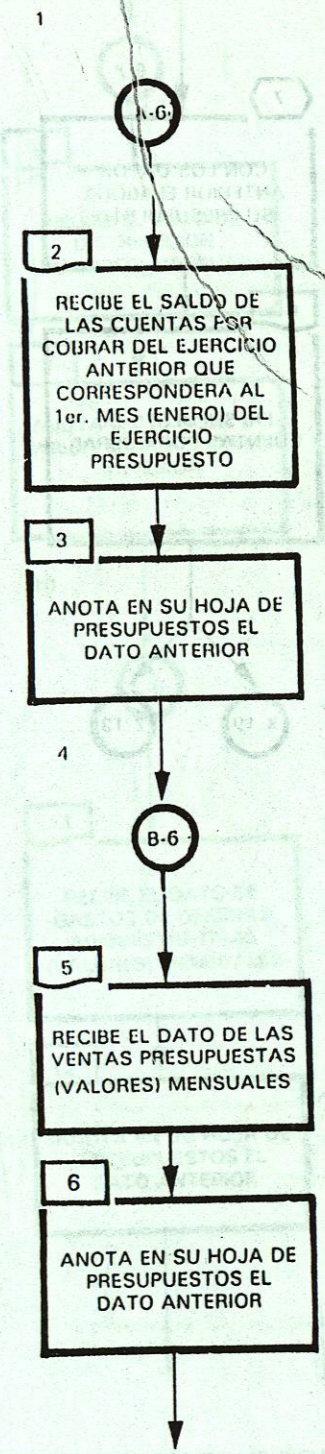 1
A-6
2
RECIBE EL SALDO DE
LAS CUENTAS POR
COBRAR DEL EJERCICIO
ANTERIOR QUE
CORRESPONDERA AL
1er. MES (ENERO) DEL
EJERCICIO
PRESUPUESTO
3
ANOTA EN SU HOJA DE
PRESUPUESTOS EL
DATO ANTERIOR
4
B-6
5
RECIBE EL DATO DE LAS
VENTAS PRESUPUESTAS
(VALORES) MENSUALES
6
ANOTA EN SU HOJA DE
PRESUPUESTOS EL
DATO ANTERIOR